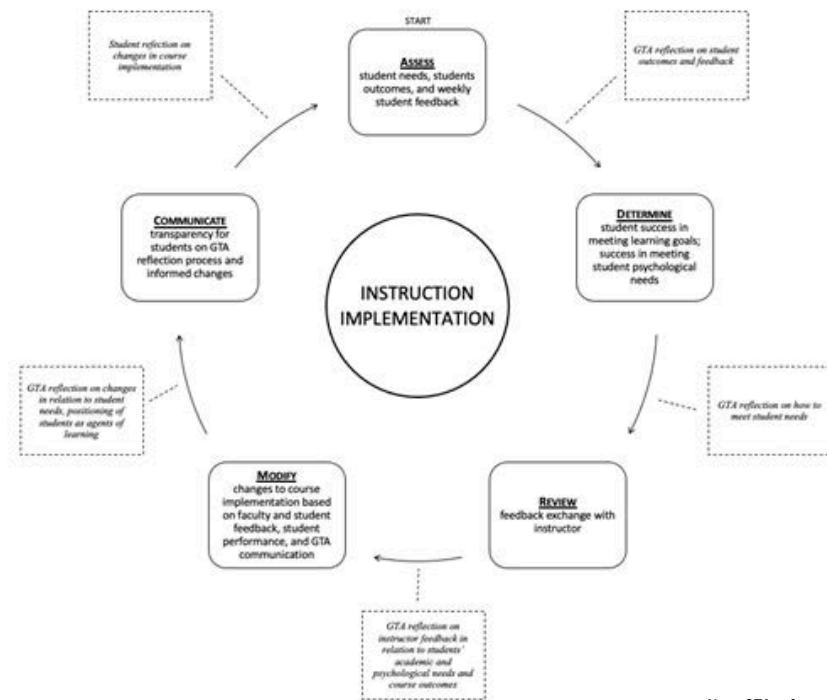 START
ASSESS
student needs, students
outcomes, and weekly
student feedback
GTA reflection on student
outcomes and feedback
DETERMINE
student success in
meeting learning goals;
success in meeting
student psychological
needs
GTA reflection on how to
meet student needs
REVIEW
feedback exchange with
instructor
GTA reflection on
instructor feedback in
relation to students'
academic and
psychological needs and
course outcomes
MODIFY
changes to course
implementation based
on faculty and student
feedback, student
performance, and GTA
communication
GTA reflection on changes
in relation to student
needs, positioning of
students as agents of
learning
COMMUNICATE
transparency for
students on GTA
reflection process and
informed changes
Student refection on
changes in course
implementation
INSTRUCTION
IMPLEMENTATION